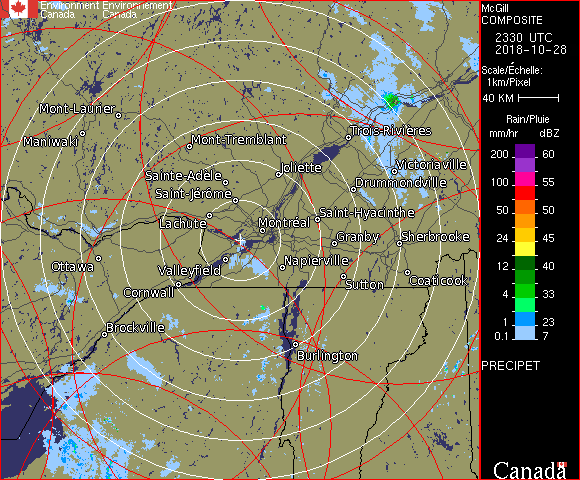 Environment Environnement
Canada Canada
McGill
COMPOSITE
2330 UTC
2018-10-28
Scale/Échelle:
1km/Pixel
40 KM
Rain/Pluie
mm/hr dBZ
200 60
100 55
50 50
24 45
12 40
4 33
1 23
0.1 7
PRECIPET
Canada
Mont-Laurier
Maniwaki
Mont-Tremblant
Trois-Rivières
Sainte-Adèle
Joliette
Victoriaville
Saint-Jérôme
Drummondville
Lachute
Saint-Hyacinthe
Montréal
Granby
Sherbrooke
Ottawa
Valleyfield
Napierville
Cornwall
Sutton
Coaticook
Brockville
Burlington